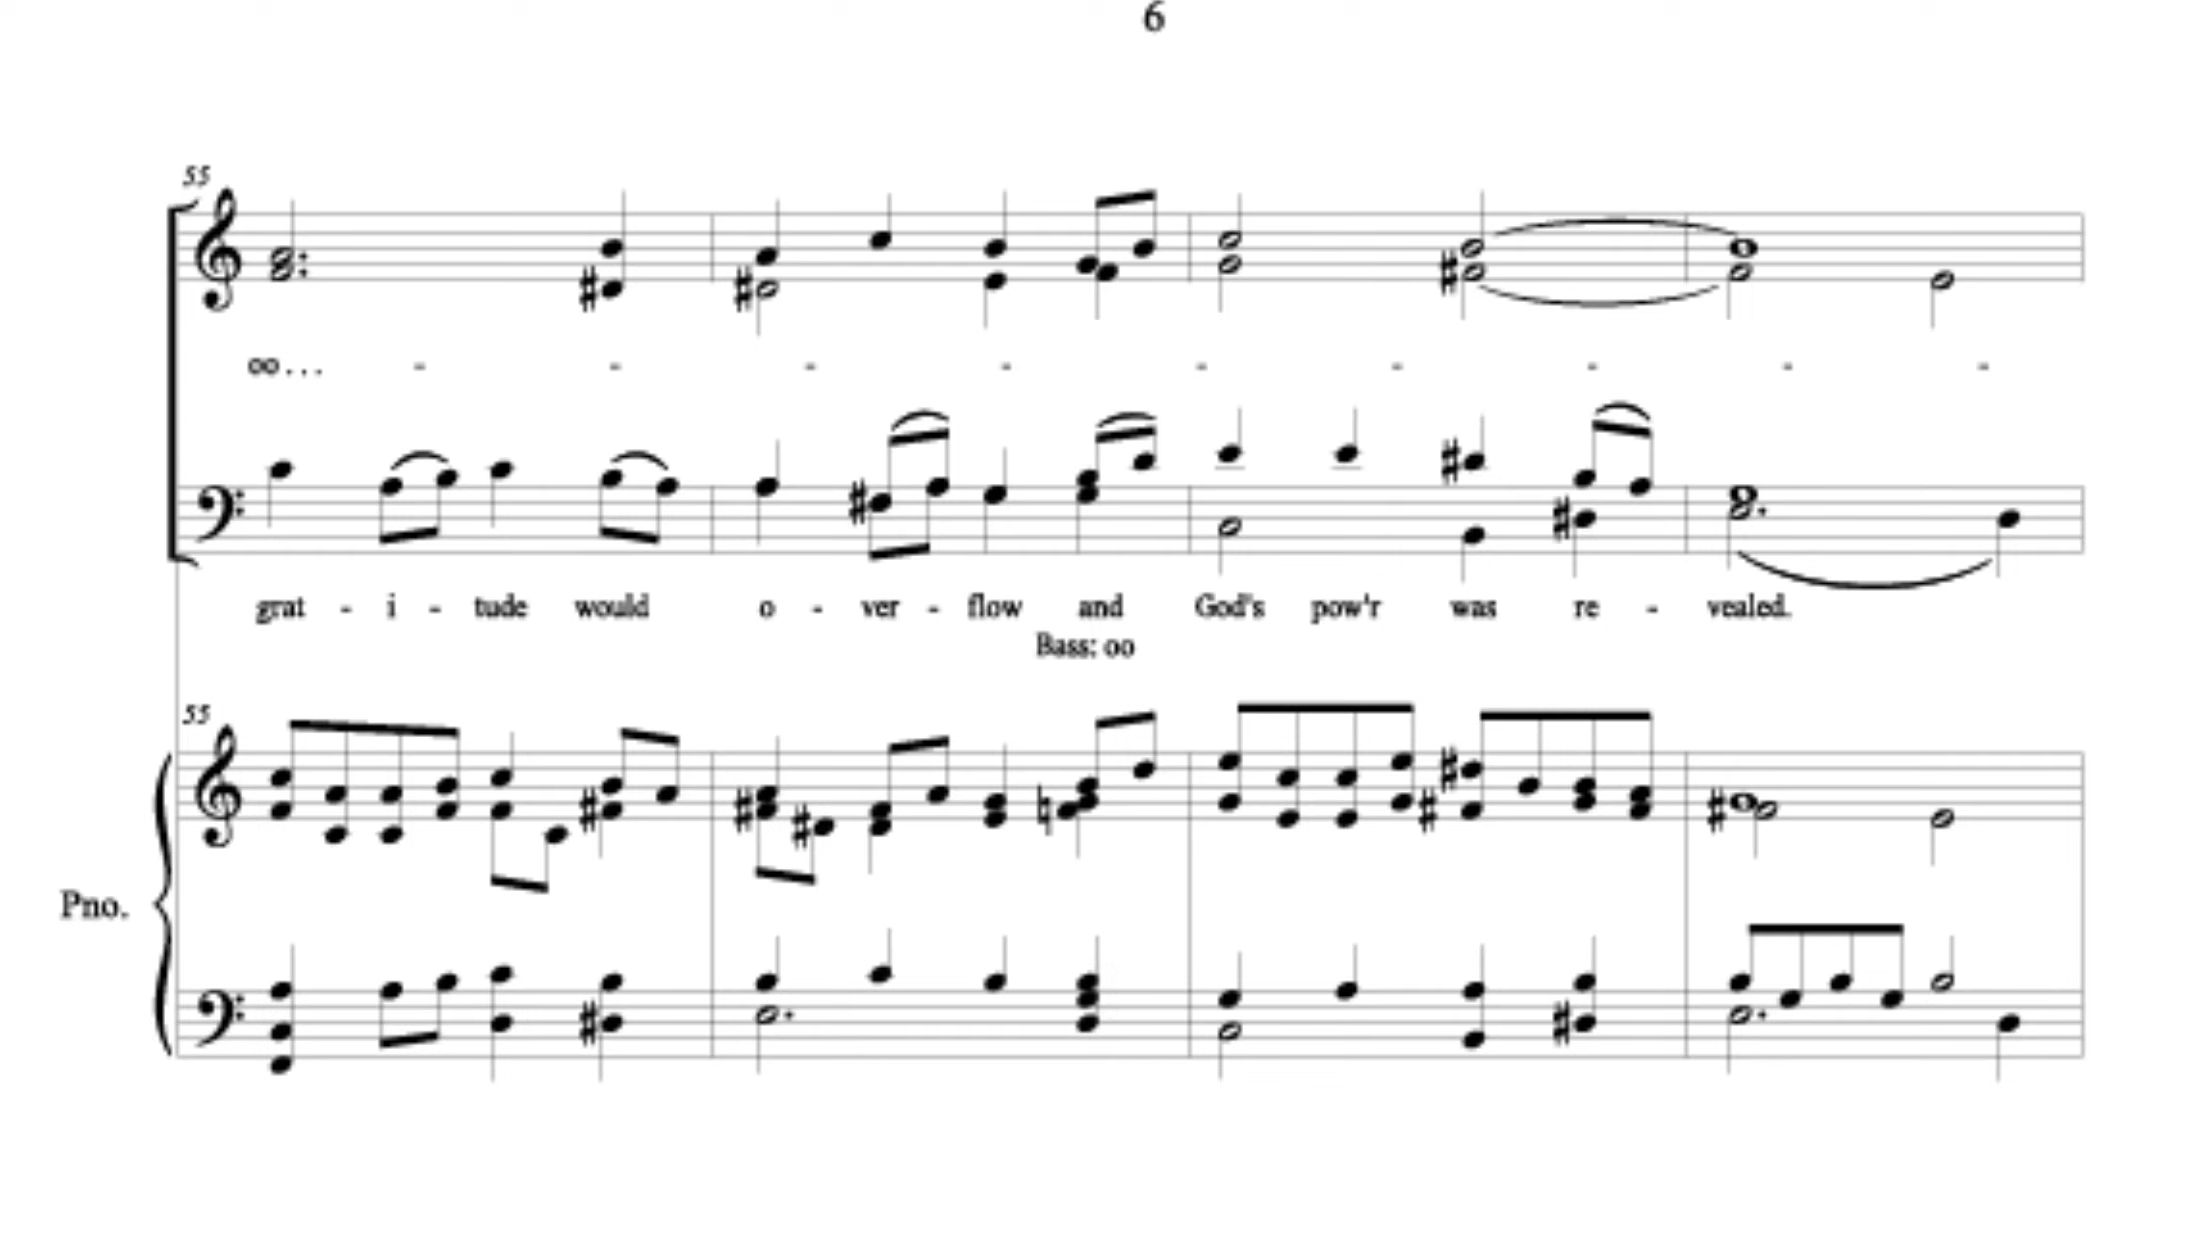 6
55
oo... - - - - - - - - -
grat - i - tude would o - ver - flow and God's pow'r was re - vealed.
Bass: oo
55
Pno.